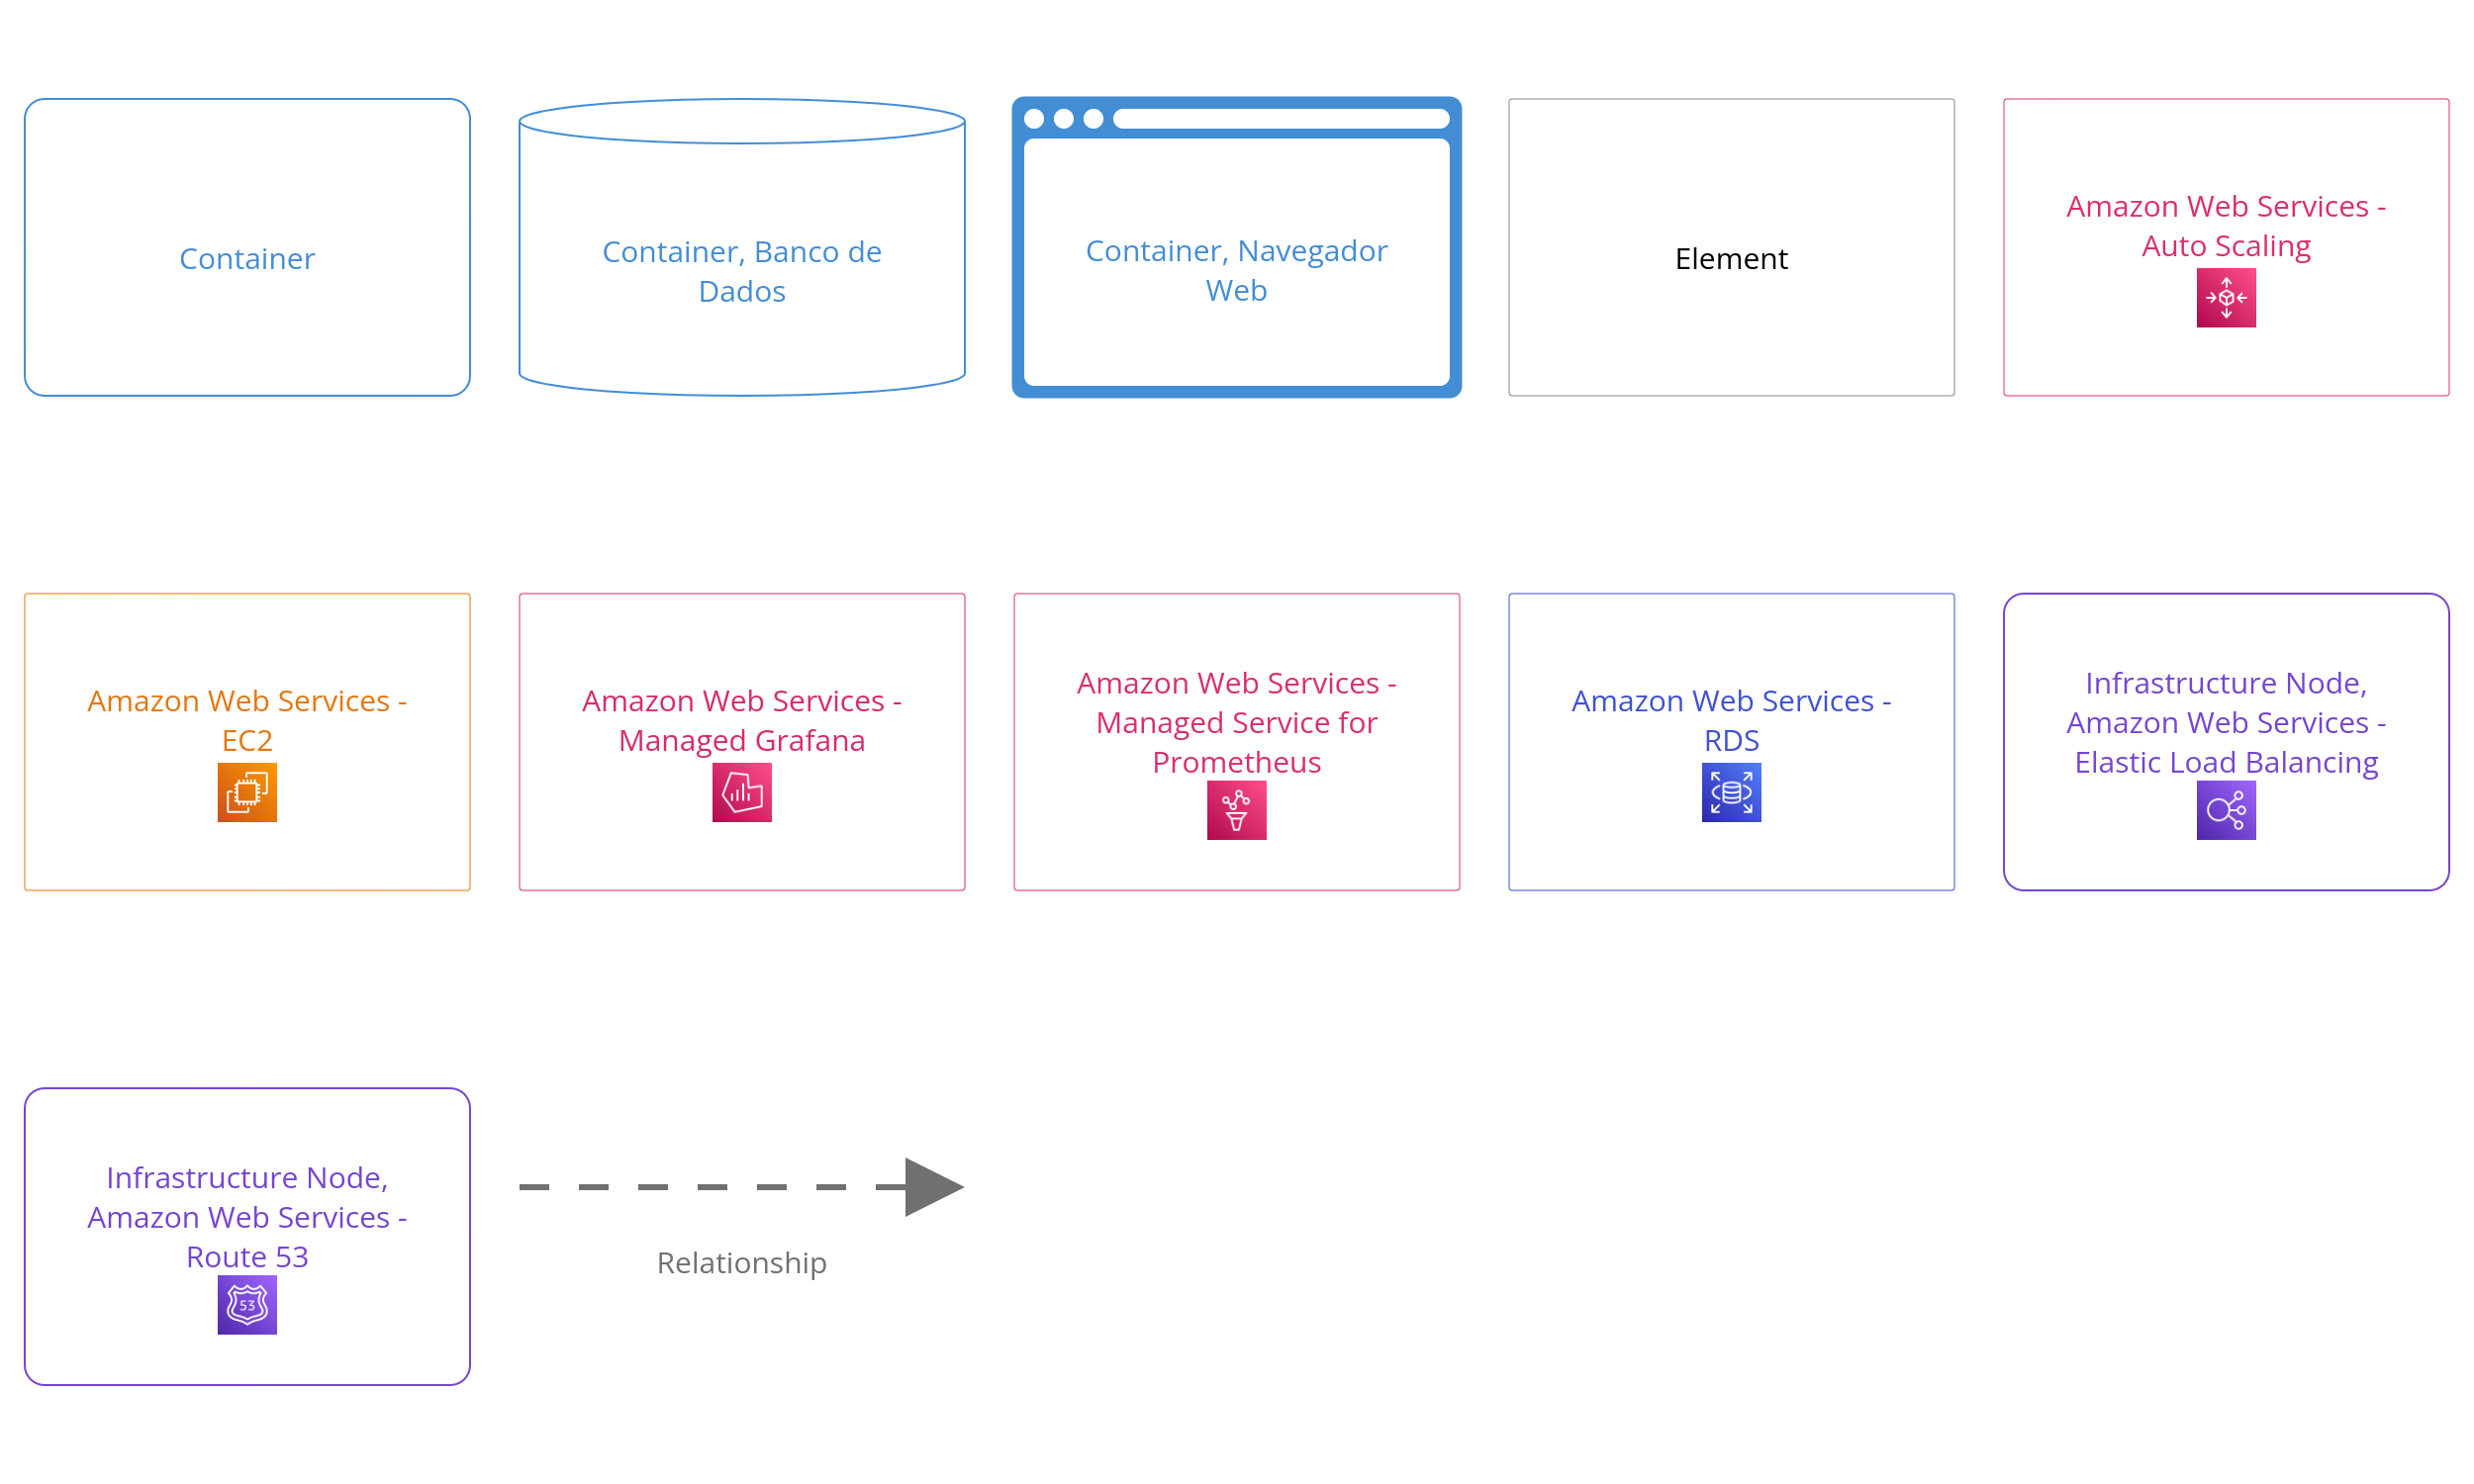 Container
Container, Banco de
Dados
Container, Navegador
Web
Element
Amazon Web Services -
Auto Scaling
Amazon Web Services -
EC2
Amazon Web Services -
Managed Grafana
Amazon Web Services -
Managed Service for
Prometheus
Amazon Web Services -
RDS
Infrastructure Node,
Amazon Web Services -
Elastic Load Balancing
Infrastructure Node,
Amazon Web Services -
Route 53
53
Relationship